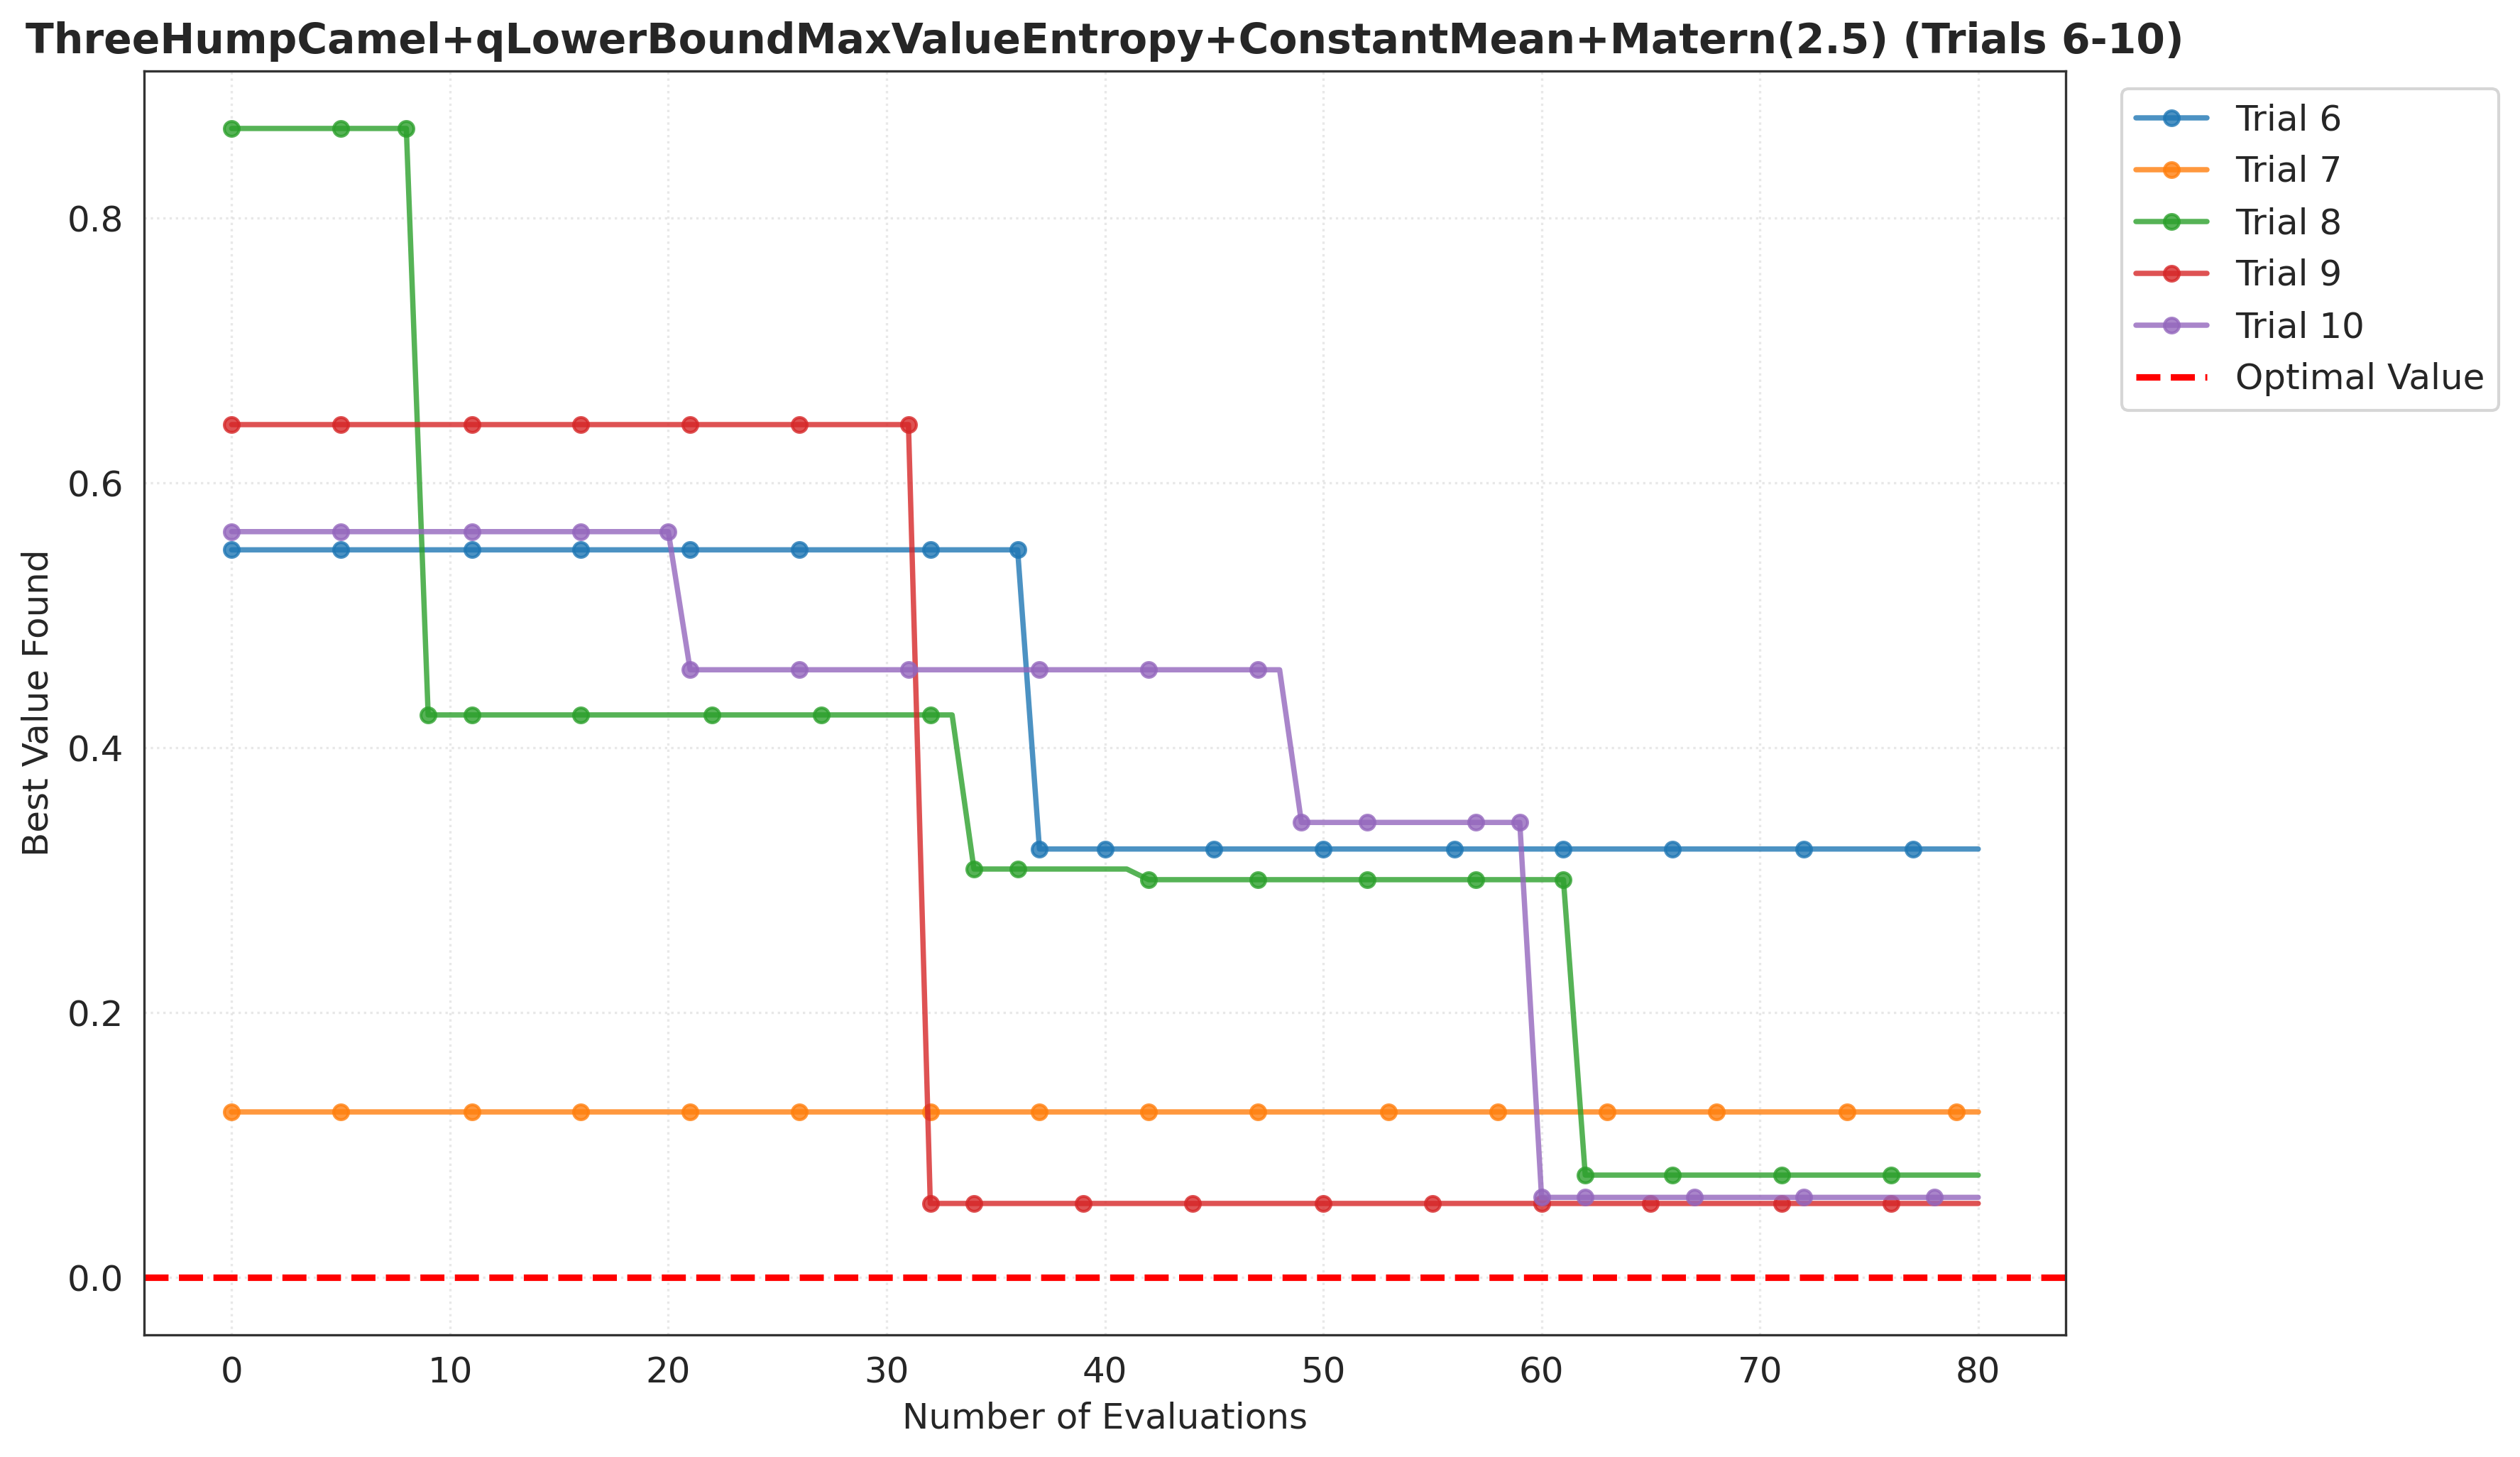 ThreeHumpCamel+qLowerBoundMaxValueEntropy+ConstantMean+Matern(2.5) (Trials 6-10)
Trial 6
Trial 7
Trial 8
Trial 9
Trial 10
Optimal Value
Best Value Found
0.8
0.6
0.4
0.2
0.0
0 10 20 30 40 50 60 70 80
Number of Evaluations